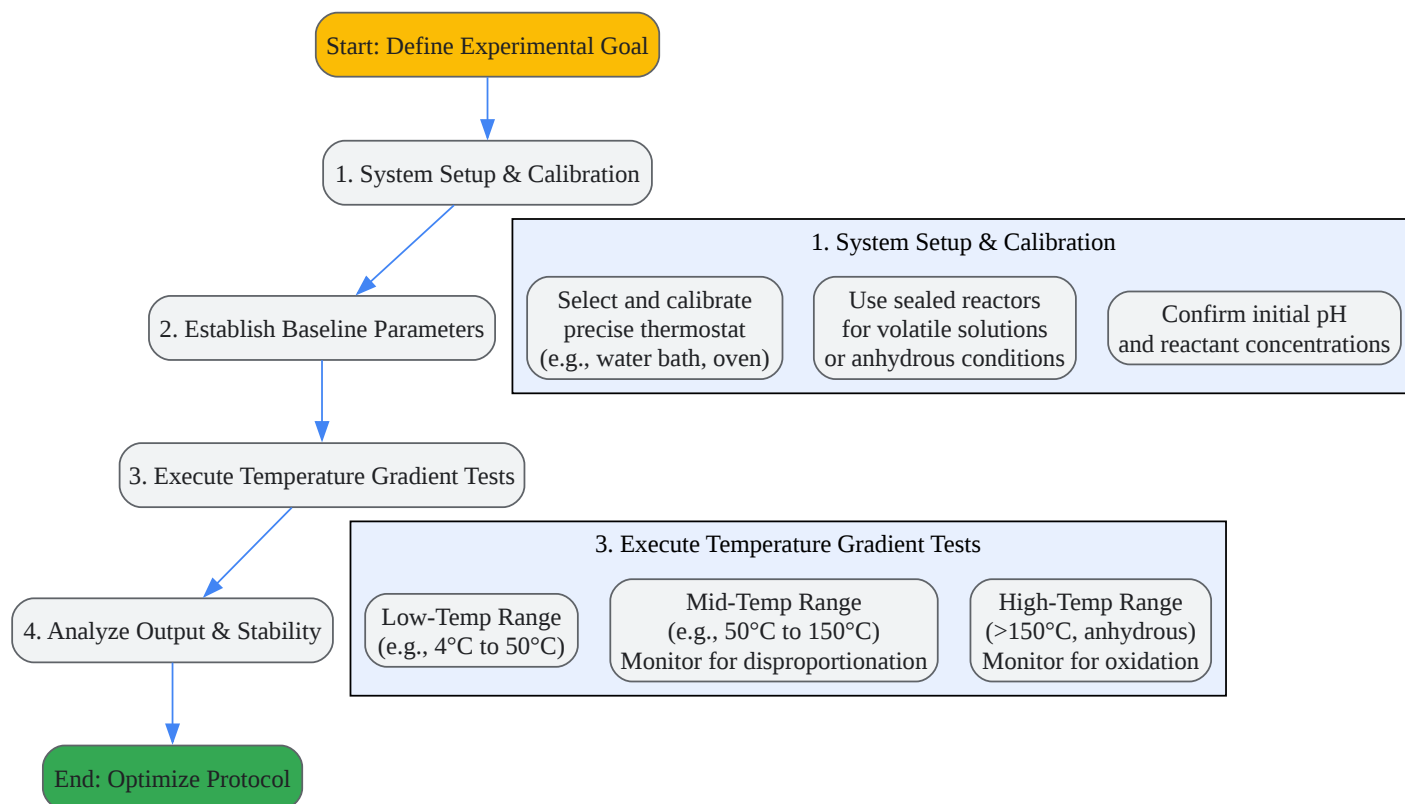 Start: Define Experimental Goal
1. System Setup & Calibration
1. System Setup & Calibration
Select and calibrate
precise thermostat
(e.g., water bath, oven)
Use sealed reactors
for volatile solutions
or anhydrous conditions
Confirm initial pH
and reactant concentrations
2. Establish Baseline Parameters
3. Execute Temperature Gradient Tests
3. Execute Temperature Gradient Tests
Low-Temp Range
(e.g., 4°C to 50°C)
Mid-Temp Range
(e.g., 50°C to 150°C)
Monitor for disproportionation
High-Temp Range
(>150°C, anhydrous)
Monitor for oxidation
4. Analyze Output & Stability
End: Optimize Protocol